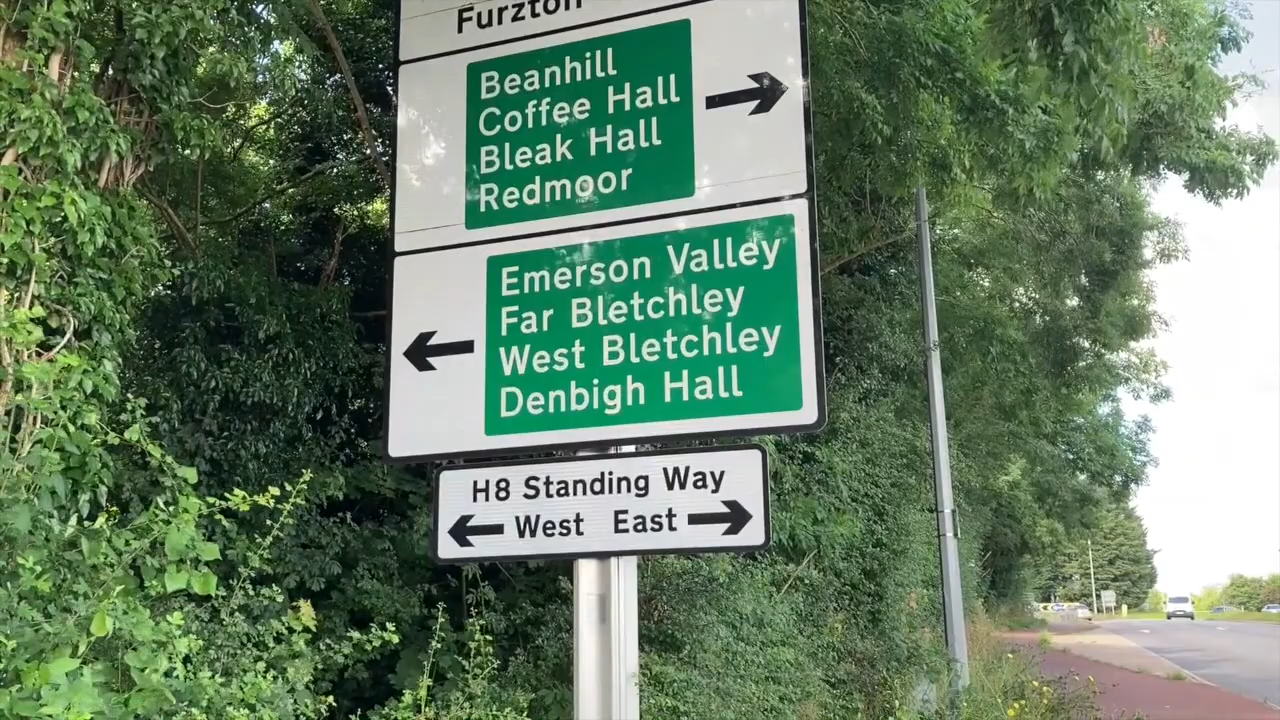 Furzton
Beanhill
Coffee Hall
Bleak Hall
Redmoor
Emerson Valley
Far Bletchley
West Bletchley
Denbigh Hall
H8 Standing Way
West East